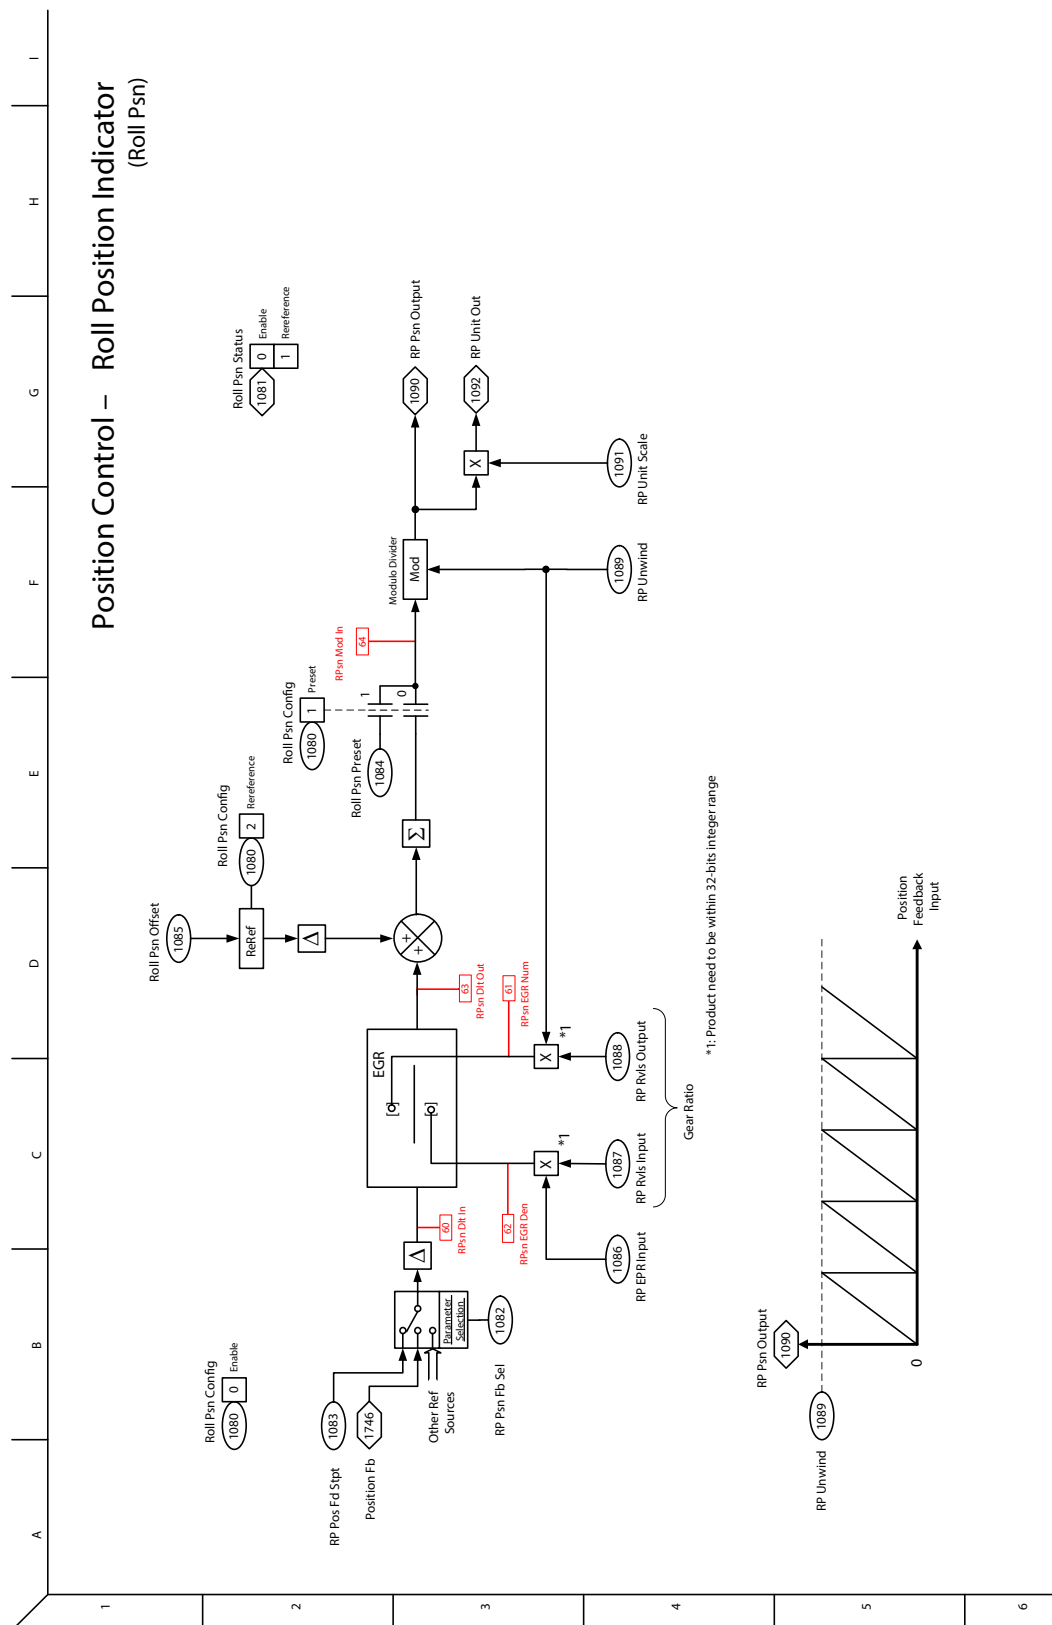 Position Control – Roll Position Indicator
(Roll Psn)
A
B
C
D
E
F
G
H
I
1
2
3
4
5
6
Roll Psn Config
1080
0
Enable
Roll Psn Offset
1085
ReRef
Δ
Roll Psn Config
1080
2
Rereference
Roll Psn Config
1080
1
Preset
Roll Psn Preset
1084
1
0
Roll Psn Status
1081
0
Enable
1
Rereference
RP Pos Fd Stpt
1083
Position Fb
1746
Other Ref
Sources
Parameter
Selection
RP Psn Fb Sel
1082
Δ
60
RPsn Dlt In
EGR
[ ]
[ ]
63
RPsn Dlt Out
+
+
Σ
RPsn Mod In
64
Modulo Divider
Mod
1090
RP Psn Output
X
1092
RP Unit Out
62
RPsn EGR Den
61
RPsn EGR Num
X
*1
X
*1
1086
RP EPR Input
1087
RP Rvls Input
1088
RP Rvls Output
Gear Ratio
1089
RP Unwind
1091
RP Unit Scale
*1: Product need to be within 32-bits integer range
RP Psn Output
1090
RP Unwind
1089
0
Position
Feedback
Input